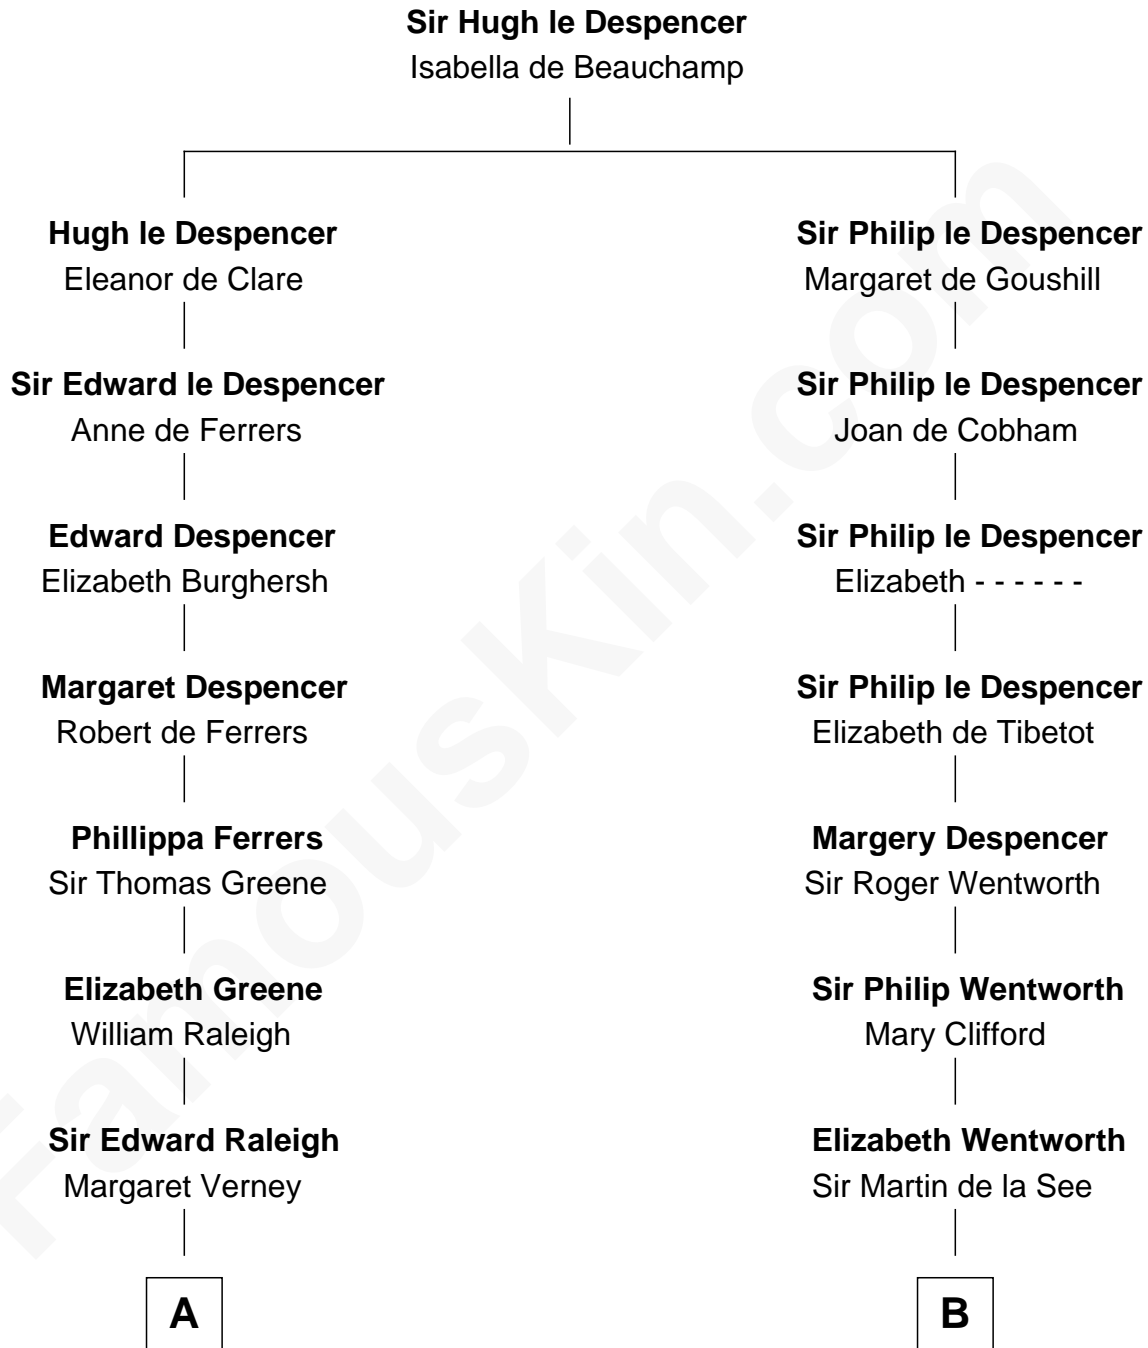 Sir Hugh le Despencer
Isabella de Beauchamp
Hugh le Despencer
Eleanor de Clare
Sir Philip le Despencer
Margaret de Goushill
Sir Edward le Despencer
Anne de Ferrers
Sir Philip le Despencer
Joan de Cobham
Edward Despencer
Elizabeth Burghersh
Sir Philip le Despencer
Elizabeth - - - - - -
Margaret Despencer
Robert de Ferrers
Sir Philip le Despencer
Elizabeth de Tibetot
Phillippa Ferrers
Sir Thomas Greene
Margery Despencer
Sir Roger Wentworth
Elizabeth Greene
William Raleigh
Sir Philip Wentworth
Mary Clifford
Sir Edward Raleigh
Margaret Verney
Elizabeth Wentworth
Sir Martin de la See
A
B
FamousKin.com